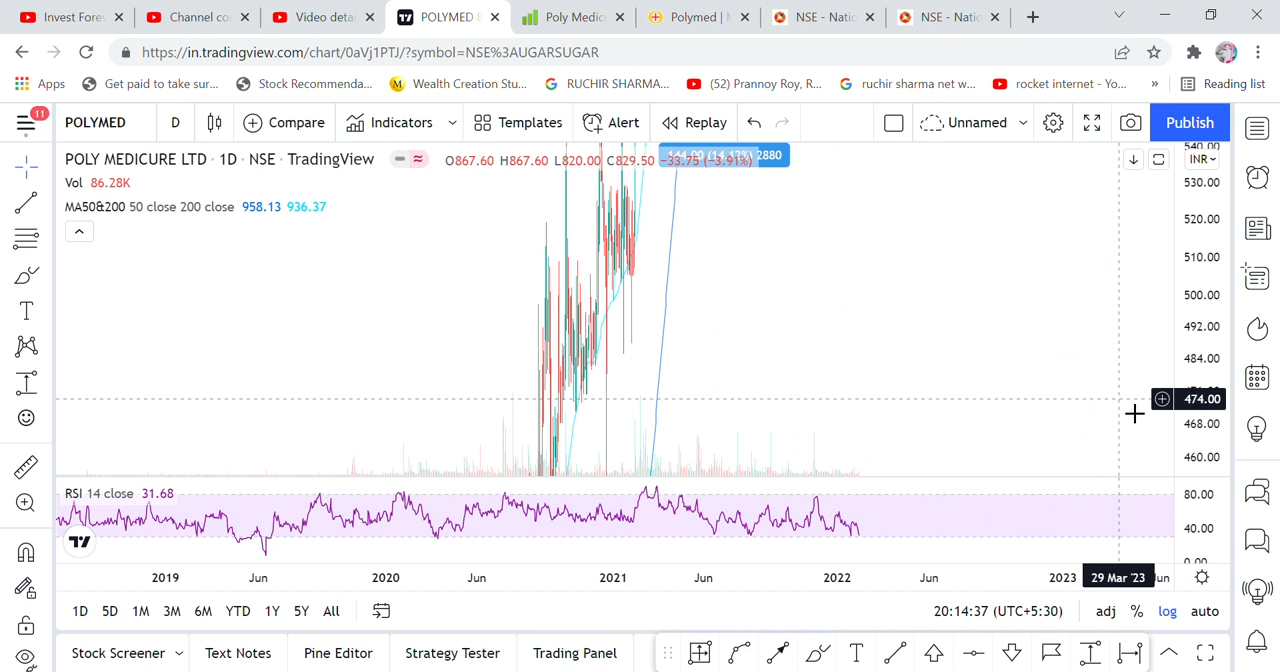 Invest Fore
Channel co
Video detai
POLYMED 8
Poly Medic
Polymed | M
NSE - Natio
NSE - Natio
https://in.tradingview.com/chart/0aVj1PTJ/?symbol=NSE%3AUGARSUGAR
Apps
Get paid to take sur...
Stock Recommenda...
Wealth Creation Stu...
RUCHIR SHARMA...
(52) Prannoy Roy, R...
ruchir sharma net w...
rocket internet - Yo...
»
Reading list
11
POLYMED
D
Compare
Indicators
Templates
Alert
Replay
Unnamed
Publish
POLY MEDICURE LTD · 1D · NSE · TradingView
O867.60 H867.60 L820.00 C829.50 −33.75 (−3.91%)
2880
INR
Vol 86.28K
MA50&200 50 close 200 close 958.13 936.37
540.00
530.00
520.00
510.00
500.00
492.00
484.00
474.00
468.00
460.00
RSI 14 close 31.68
80.00
40.00
0.00
2019
Jun
2020
Jun
2021
Jun
2022
Jun
2023
29 Mar '23
1D
5D
1M
3M
6M
YTD
1Y
5Y
All
20:14:37 (UTC+5:30)
adj
%
log
auto
Stock Screener
Text Notes
Pine Editor
Strategy Tester
Trading Panel